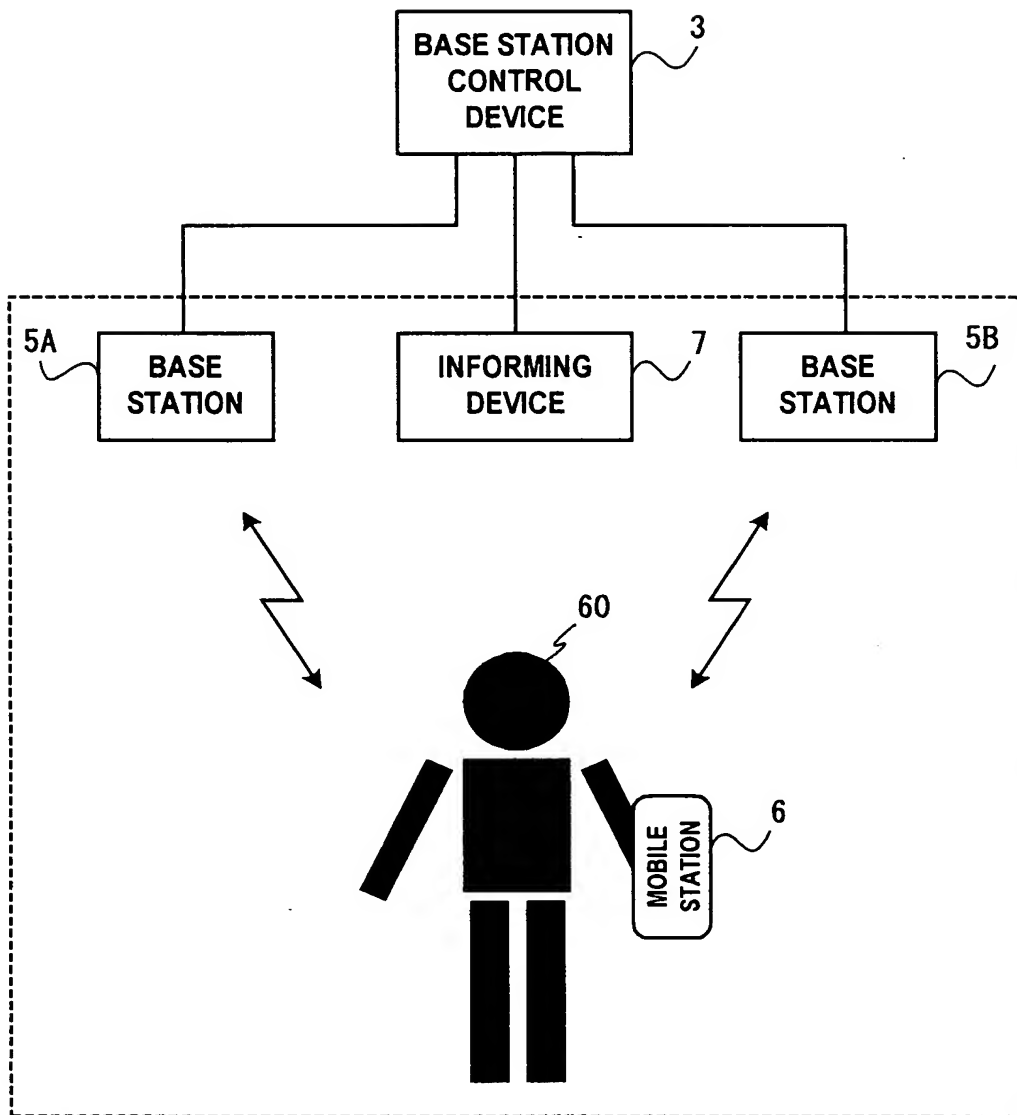 BASE STATION
CONTROL
DEVICE
3
5A
BASE
STATION
INFORMING
DEVICE
7
BASE
STATION
5B
60
MOBILE
STATION
6